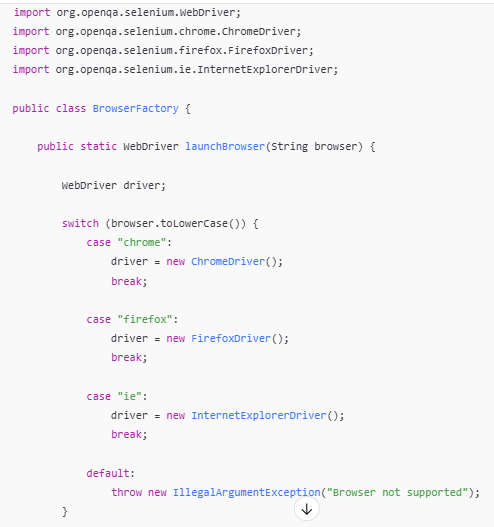 import org.openqa.selenium.WebDriver;
import org.openqa.selenium.chrome.ChromeDriver;
import org.openqa.selenium.firefox.FirefoxDriver;
import org.openqa.selenium.ie.InternetExplorerDriver;

public class BrowserFactory {

    public static WebDriver launchBrowser(String browser) {

        WebDriver driver;

        switch (browser.toLowerCase()) {
            case "chrome":
                driver = new ChromeDriver();
                break;

            case "firefox":
                driver = new FirefoxDriver();
                break;

            case "ie":
                driver = new InternetExplorerDriver();
                break;

            default:
                throw new IllegalArgumentException("Browser not supported");
        }